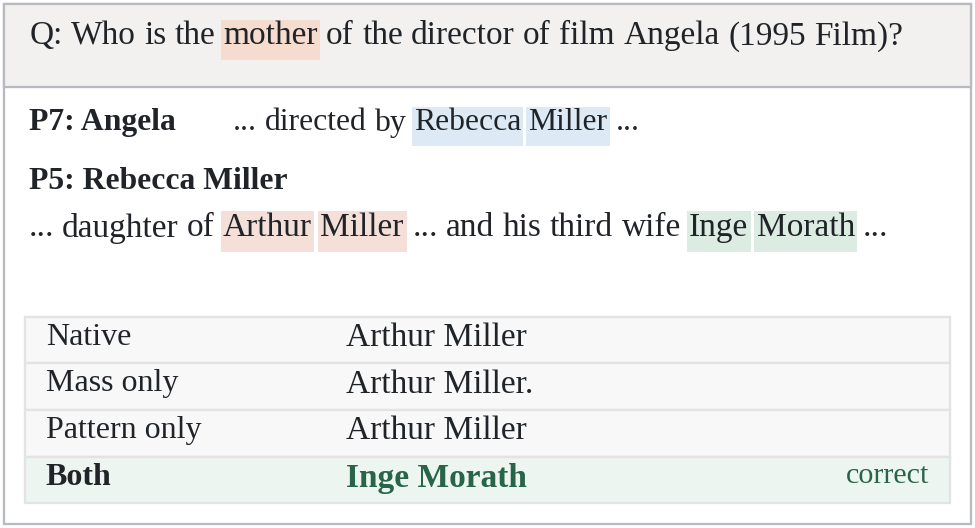 Q: Who is the mother of the director of film Angela (1995 Film)?
P7: Angela ... directed by Rebecca Miller ...
P5: Rebecca Miller
... daughter of Arthur Miller ... and his third wife Inge Morath ...
Native Arthur Miller
Mass only Arthur Miller.
Pattern only Arthur Miller
Both Inge Morath correct